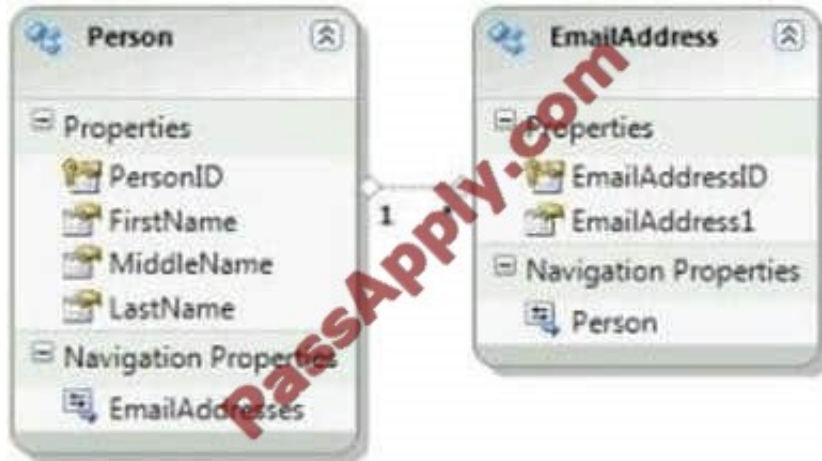 Person
Properties
PersonID
FirstName
MiddleName
LastName
Navigation Properties
EmailAddresses
1
*
EmailAddress
Properties
EmailAddressID
EmailAddress1
Navigation Properties
Person
PassApply.com